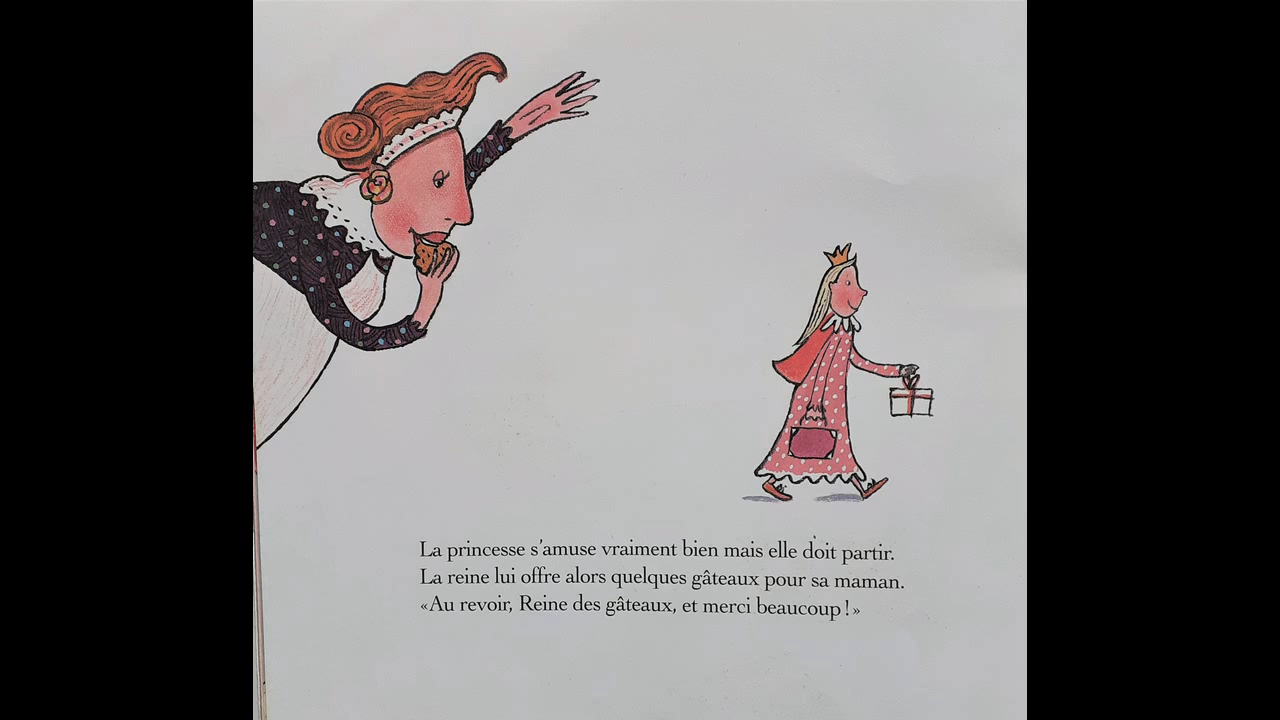 La princesse s'amuse vraiment bien mais elle doit partir.
La reine lui offre alors quelques gâteaux pour sa maman.
«Au revoir, Reine des gâteaux, et merci beaucoup!»